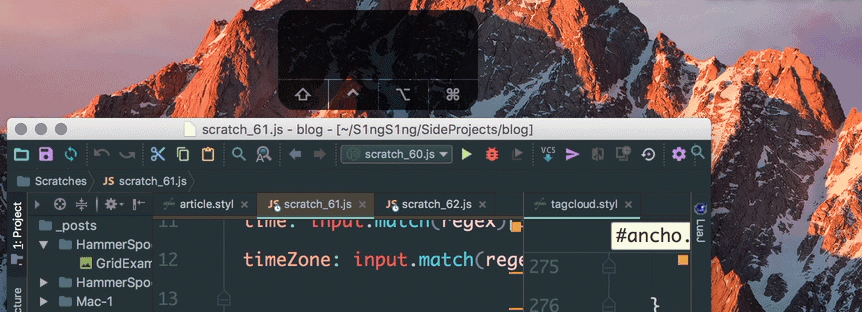 ⇧ ^ ⌥ ⌘
scratch_61.js - blog - [~/S1ngS1ng/SideProjects/blog]
scratch_60.js
VCS
Scratches
JS scratch_61.js
1: Project
article.styl
JS scratch_61.js
JS scratch_62.js
tagcloud.styl
LuaJ
_posts
HammerSpo
GridExam
HammerSpo
Mac-1
11 time: input.match(regex)
12 timeZone: input.match(rege
13
#ancho.
275
276 }